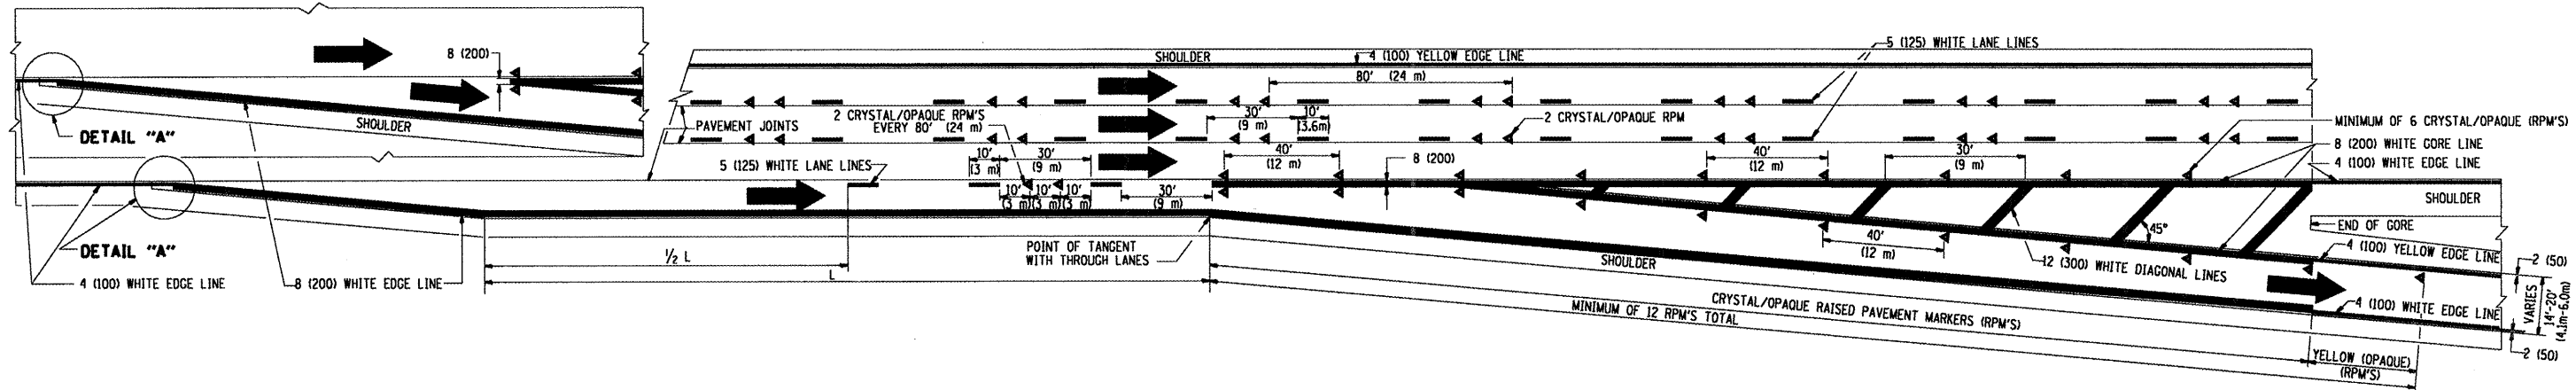 8 (200)
SHOULDER
DETAIL "A"
SHOULDER
4 (100) YELLOW EDGE LINE
5 (125) WHITE LANE LINES
80' (24 m)
PAVEMENT JOINTS
2 CRYSTAL/OPAQUE RPM'S
EVERY 80' (24 m)
30'
(9 m)
10'
(3.6m)
2 CRYSTAL/OPAQUE RPM
MINIMUM OF 6 CRYSTAL/OPAQUE (RPM'S)
8 (200) WHITE GORE LINE
4 (100) WHITE EDGE LINE
5 (125) WHITE LANE LINES
10'
(3 m)
30'
(9 m)
40'
(12 m)
8 (200)
40'
(12 m)
30'
(9 m)
10'
(3 m)
10'
(3 m)
10'
(3 m)
30'
(9 m)
SHOULDER
DETAIL "A"
4 (100) WHITE EDGE LINE
8 (200) WHITE EDGE LINE
1/2 L
L
POINT OF TANGENT
WITH THROUGH LANES
SHOULDER
40'
(12 m)
45°
END OF GORE
12 (300) WHITE DIAGONAL LINES
4 (100) YELLOW EDGE LINE
2 (50)
VARIES
14'-20'
(4.1m-6.0m)
4 (100) WHITE EDGE LINE
2 (50)
CRYSTAL/OPAQUE RAISED PAVEMENT MARKERS (RPM'S)
MINIMUM OF 12 RPM'S TOTAL
YELLOW (OPAQUE)
(RPM'S)